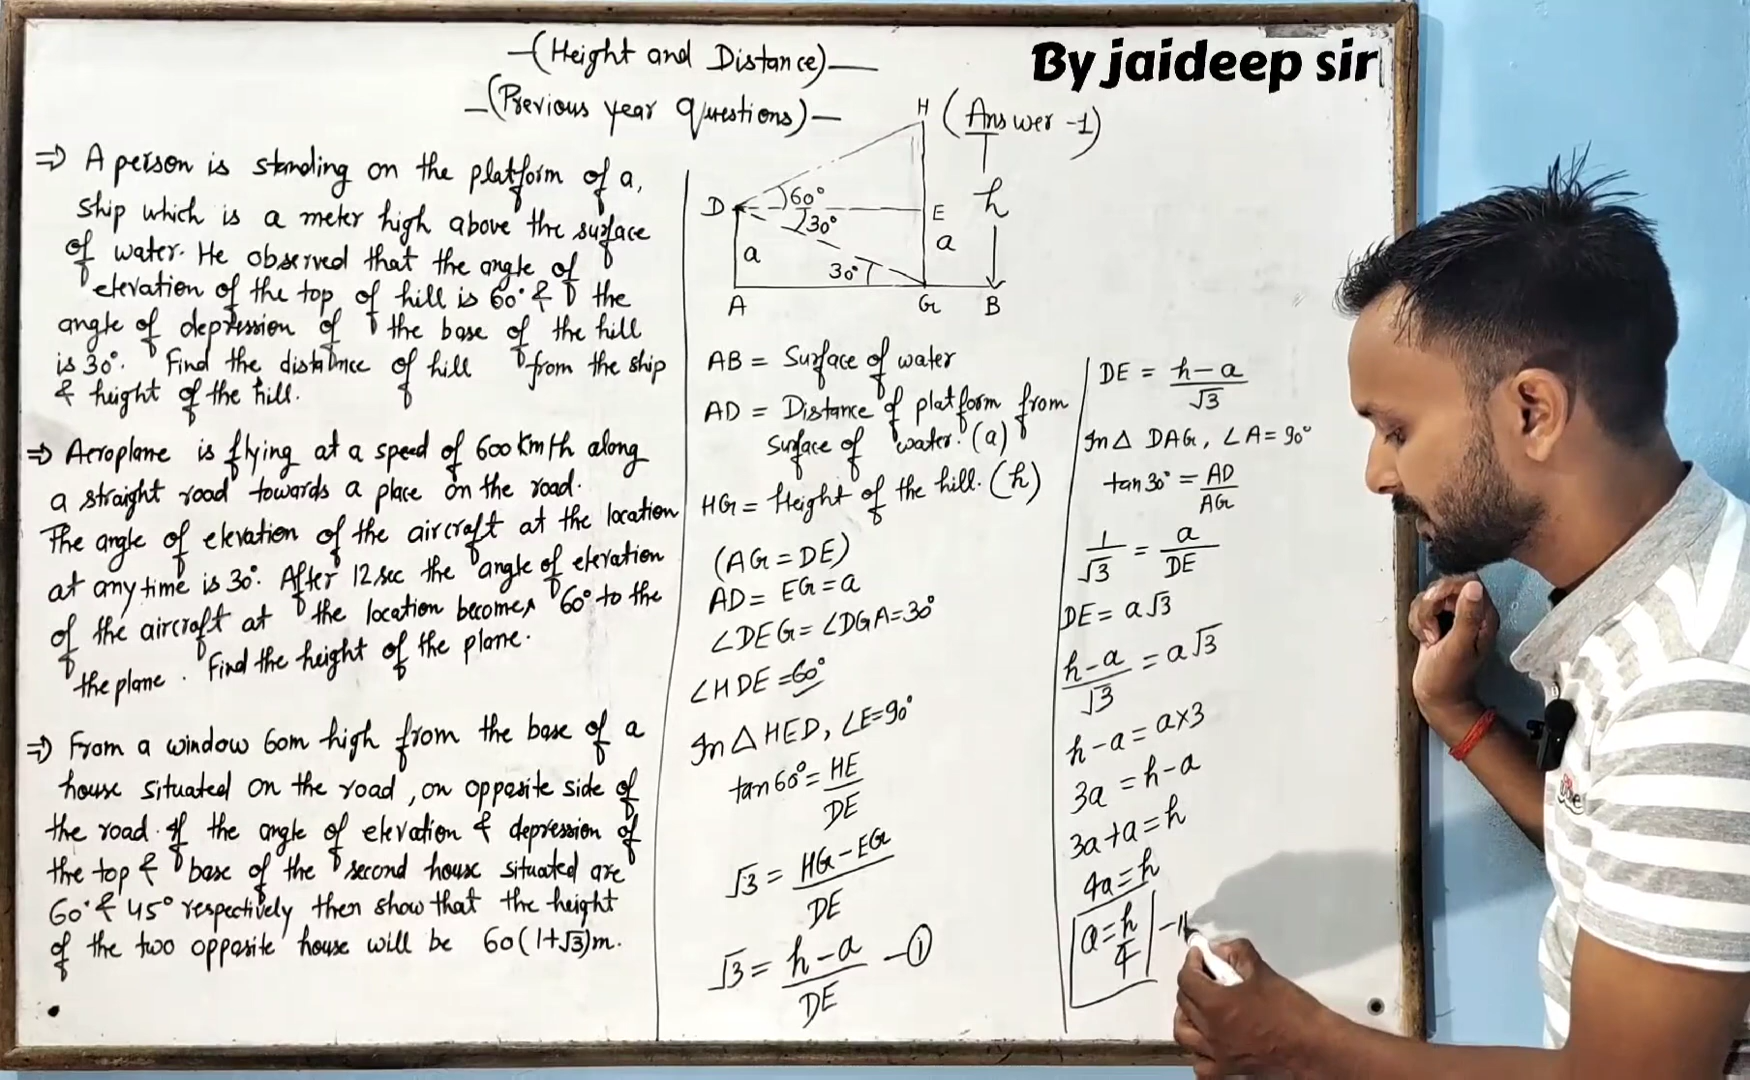 (Height and Distance)
By jaideep sir
(Previous year Questions)
⇒ A person is standing on the platform of a,
ship which is a meter high above the surface
of water. He observed that the angle of
elevation of the top of hill is 60° & the
angle of depression of the base of the hill
is 30°. Find the distance of hill from the ship
& height of the hill.
⇒ Aeroplane is flying at a speed of 600 Km/h along
a straight road towards a place on the road.
The angle of elevation of the aircraft at the location
at any time is 30°. After 12 sec the angle of elevation
of the aircraft at the location becomes 60° to the
the plane. Find the height of the plane.
⇒ From a window 60m high from the base of a
house situated on the road, on opposite side of
the road. If the angle of elevation & depression of
the top & base of the second house situated are
60° & 45° respectively then show that the height
of the two opposite house will be 60(1+√3)m.
(Answer-1)
H
h
D
60°
30°
E
a
a
30°
A
G
B
AB = Surface of water
AD = Distance of platform from
Surface of water. (a)
HG = Height of the hill. (h)
(AG = DE)
AD = EG = a
∠DEG = ∠DGA = 30°
∠HDE = 60°
In △ HED, ∠E = 90°
tan 60° = HE/DE
√3 = HG-EG/DE
√3 = h-a/DE - (i)
DE = h-a/√3
In △ DAG, ∠A = 90°
tan 30° = AD/AG
1/√3 = a/DE
DE = a√3
h-a/√3 = a√3
h-a = a×3
3a = h-a
3a+a = h
4a = h
a = h/4